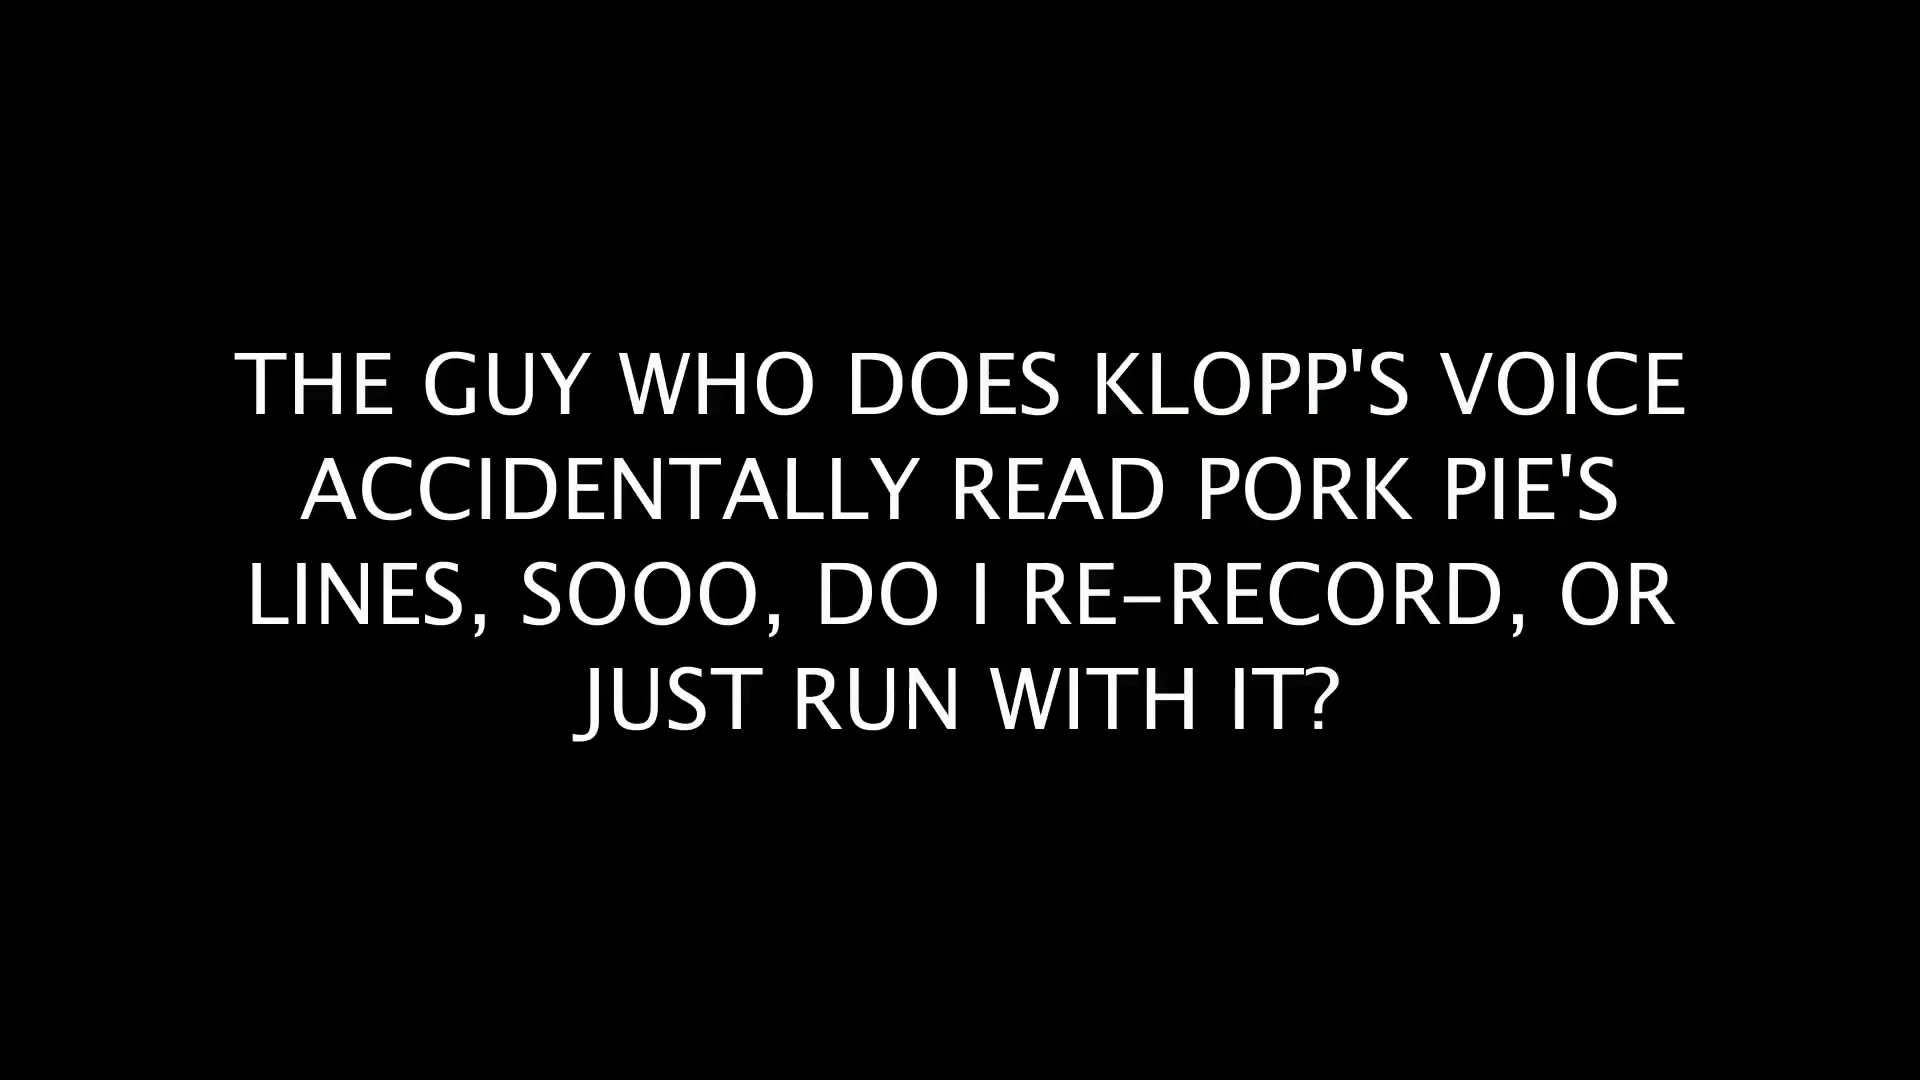 THE GUY WHO DOES KLOPP'S VOICE
ACCIDENTALLY READ PORK PIE'S
LINES, SOOO, DO I RE-RECORD, OR
JUST RUN WITH IT?